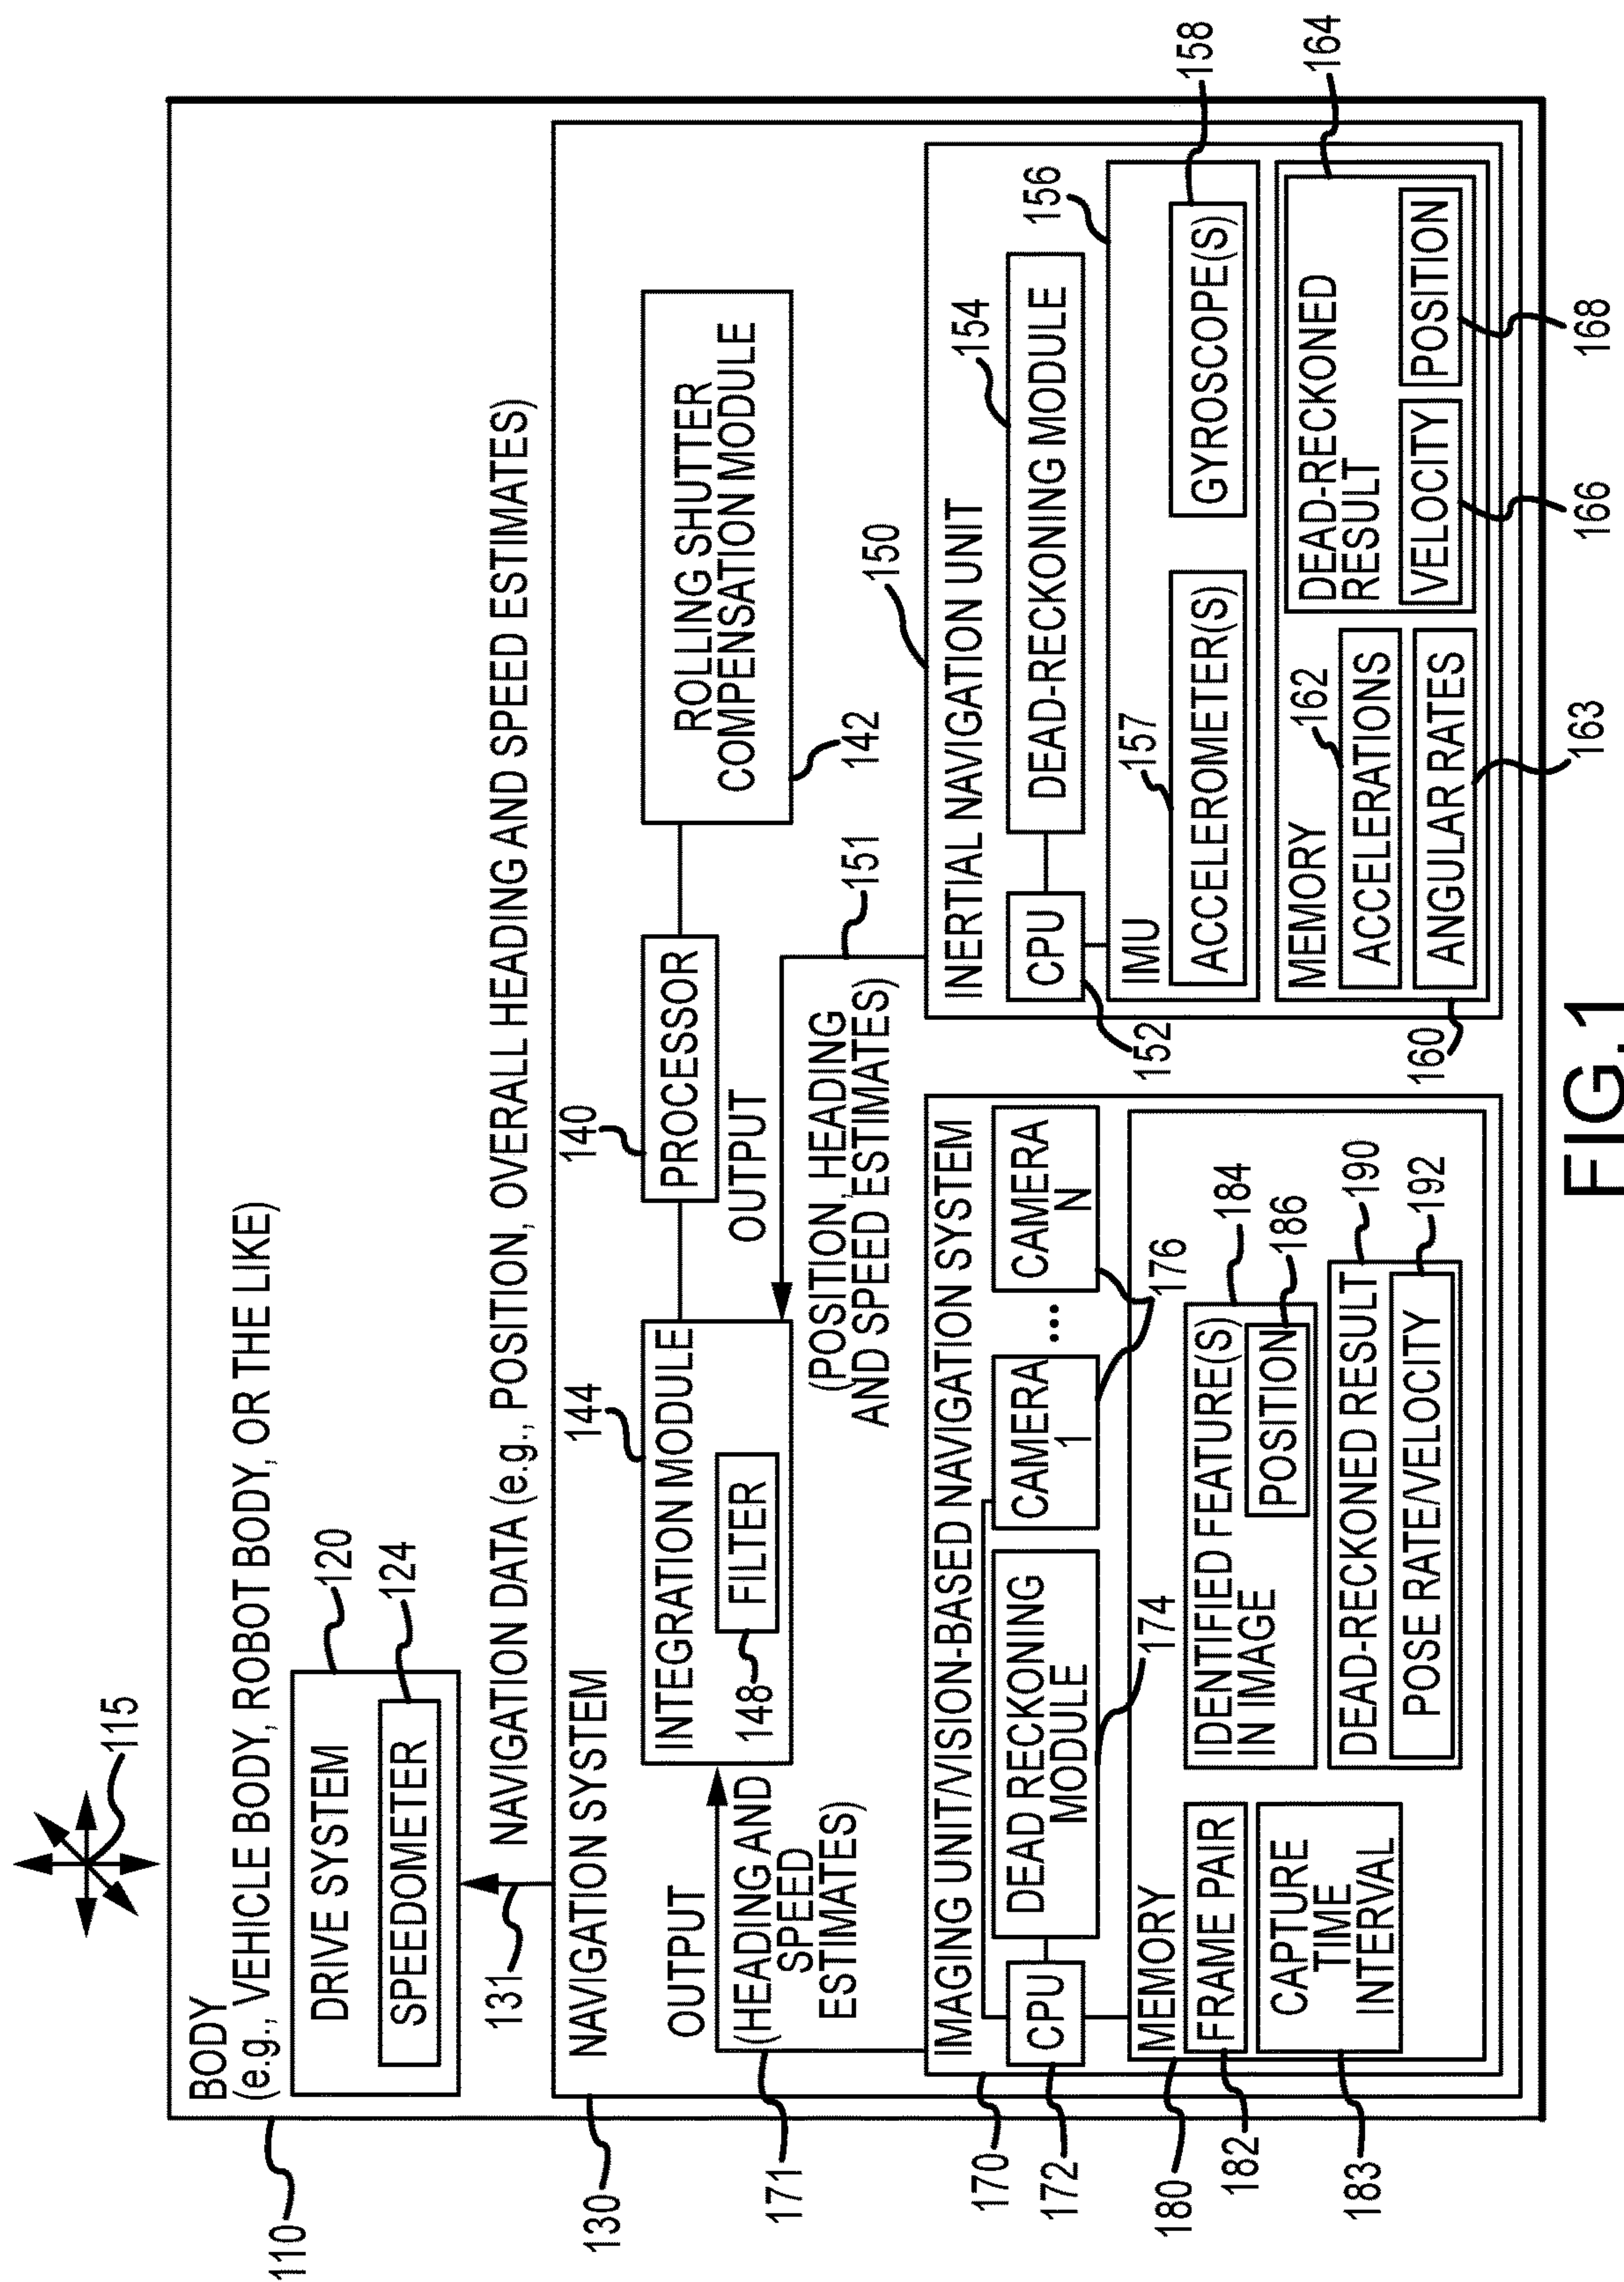 115
BODY
(e.g., VEHICLE BODY, ROBOT BODY, OR THE LIKE)
110
DRIVE SYSTEM
120
SPEEDOMETER
124
131
NAVIGATION DATA (e.g., POSITION, OVERALL HEADING AND SPEED ESTIMATES)
NAVIGATION SYSTEM
130
144
INTEGRATION MODULE
FILTER
148
140
PROCESSOR
ROLLING SHUTTER
COMPENSATION MODULE
142
OUTPUT
(HEADING AND
SPEED
ESTIMATES)
171
OUTPUT
(POSITION, HEADING
AND SPEED ESTIMATES)
151
IMAGING UNIT/VISION-BASED NAVIGATION SYSTEM
170
CPU
172
DEAD RECKONING
MODULE
174
CAMERA
1
...
CAMERA
N
176
MEMORY
180
FRAME PAIR
182
CAPTURE
TIME
INTERVAL
183
IDENTIFIED FEATURE(S)
IN IMAGE
184
POSITION
186
DEAD-RECKONED RESULT
190
POSE RATE/VELOCITY
192
INERTIAL NAVIGATION UNIT
150
CPU
152
DEAD-RECKONING MODULE
154
IMU
156
157
ACCELEROMETER(S)
GYROSCOPE(S)
158
MEMORY
160
162
ACCELERATIONS
ANGULAR RATES
163
DEAD-RECKONED
RESULT
164
VELOCITY
166
POSITION
168
FIG.1